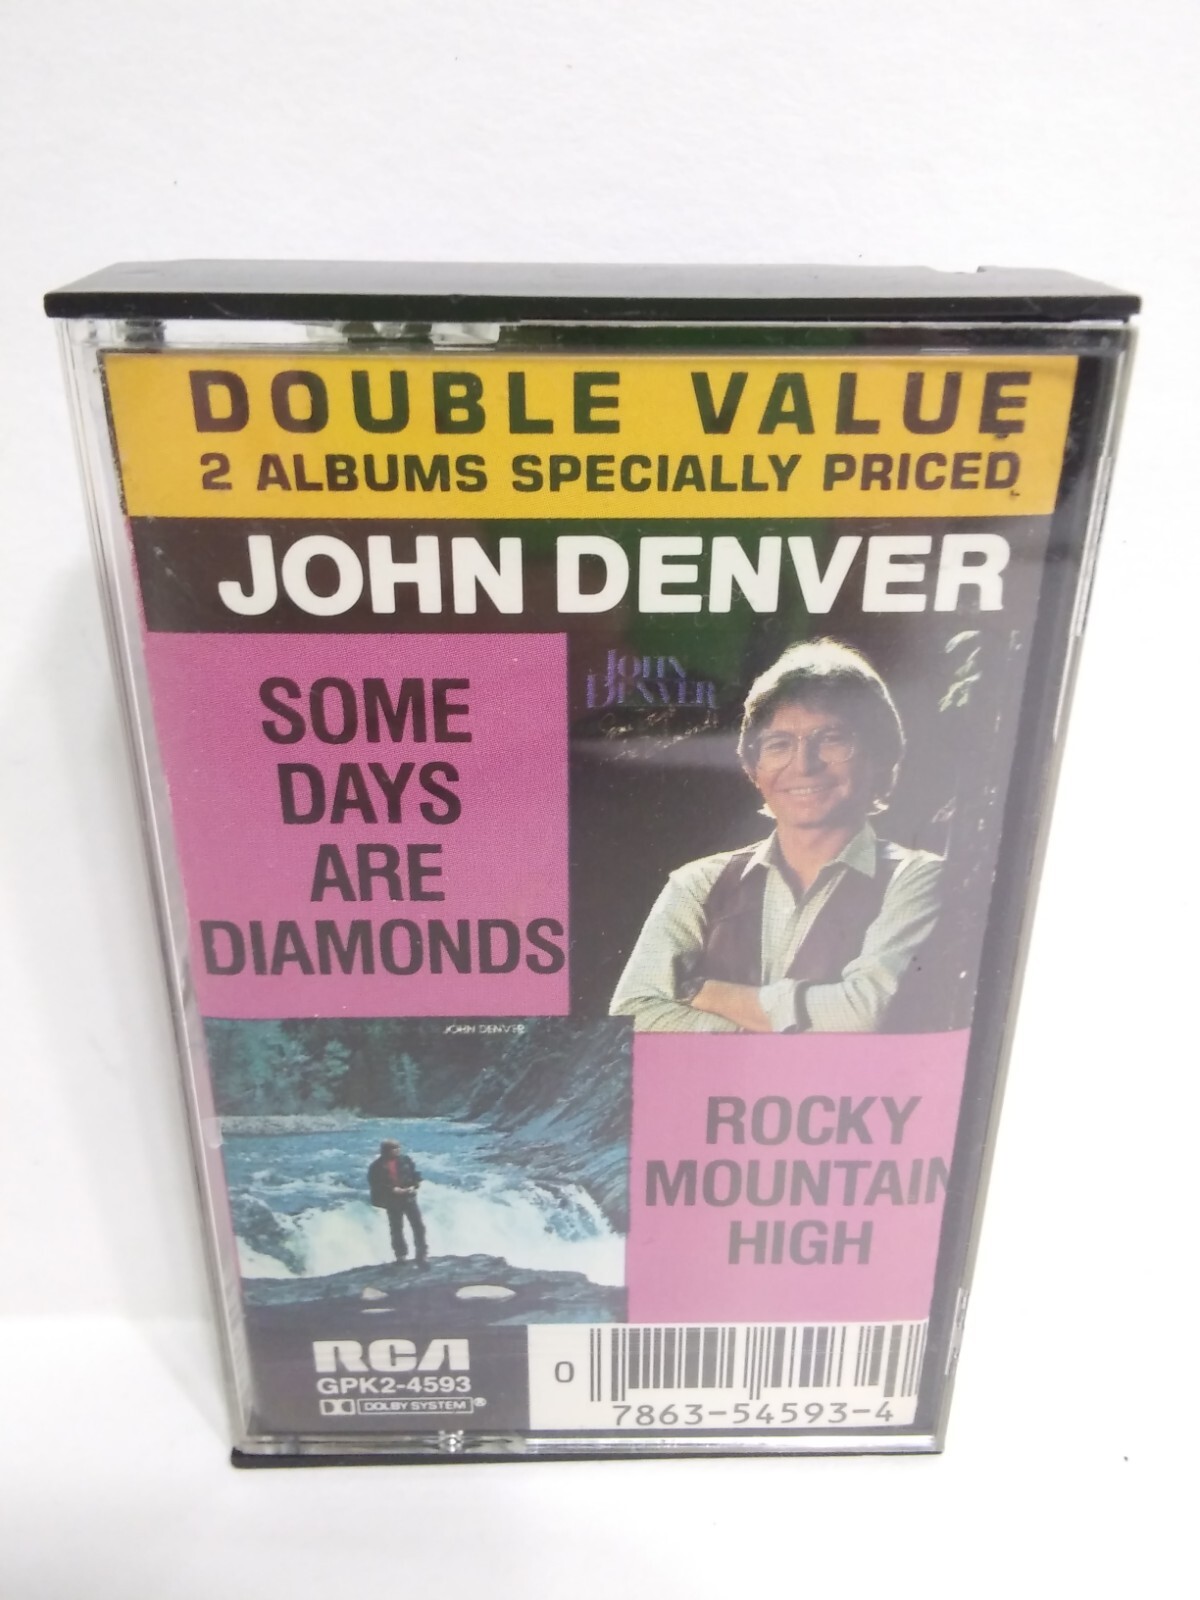 DOUBLE VALUE
2 ALBUMS SPECIALLY PRICED
JOHN DENVER
SOME
DAYS
ARE
DIAMONDS
JOHN
DENVER
JOHN DENVER
ROCKY
MOUNTAIN
HIGH
RCA
GPK2-4593
DOLBY SYSTEM®
0
7863-54593-4